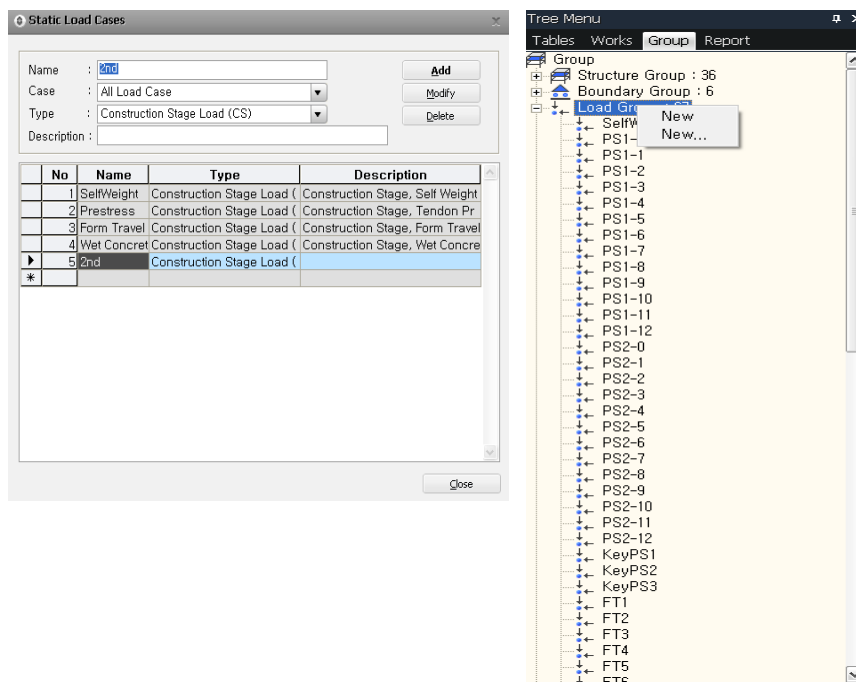 Static Load Cases
Name : 2nd Add
Case : All Load Case Modify
Type : Construction Stage Load (CS) Delete
Description :
No Name Type Description
1 SelfWeight Construction Stage Load ( Construction Stage, Self Weight
2 Prestress Construction Stage Load ( Construction Stage, Tendon Pr
3 Form Travel Construction Stage Load ( Construction Stage, Form Travel
4 Wet Concret Construction Stage Load ( Construction Stage, Wet Concre
5 2nd Construction Stage Load (
Close
Tree Menu
Tables Works Group Report
Group
Structure Group : 36
Boundary Group : 6
Load Gro
New
New...
SelfW
PS1-
PS1-1
PS1-2
PS1-3
PS1-4
PS1-5
PS1-6
PS1-7
PS1-8
PS1-9
PS1-10
PS1-11
PS1-12
PS2-0
PS2-1
PS2-2
PS2-3
PS2-4
PS2-5
PS2-6
PS2-7
PS2-8
PS2-9
PS2-10
PS2-11
PS2-12
KeyPS1
KeyPS2
KeyPS3
FT1
FT2
FT3
FT4
FT5
FT6